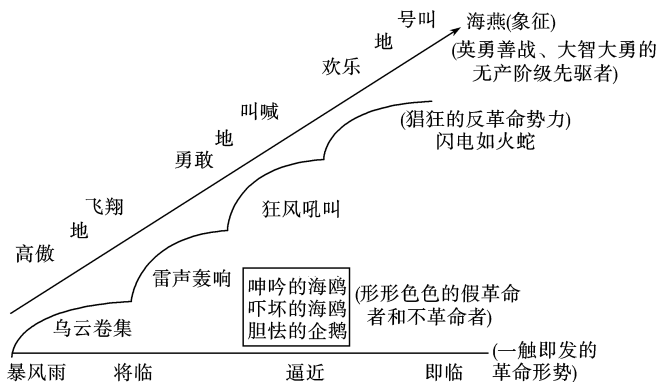 号叫
地
欢乐
海燕(象征)
(英勇善战、大智大勇的
无产阶级先驱者)
叫喊
地
勇敢
(猖狂的反革命势力)
闪电如火蛇
飞翔
地
高傲
狂风吼叫
雷声轰响
呻吟的海鸥
吓坏的海鸥
胆怯的企鹅
(形形色色的假革命
者和不革命者)
乌云卷集
(一触即发的
革命形势)
暴风雨
将临
逼近
即临